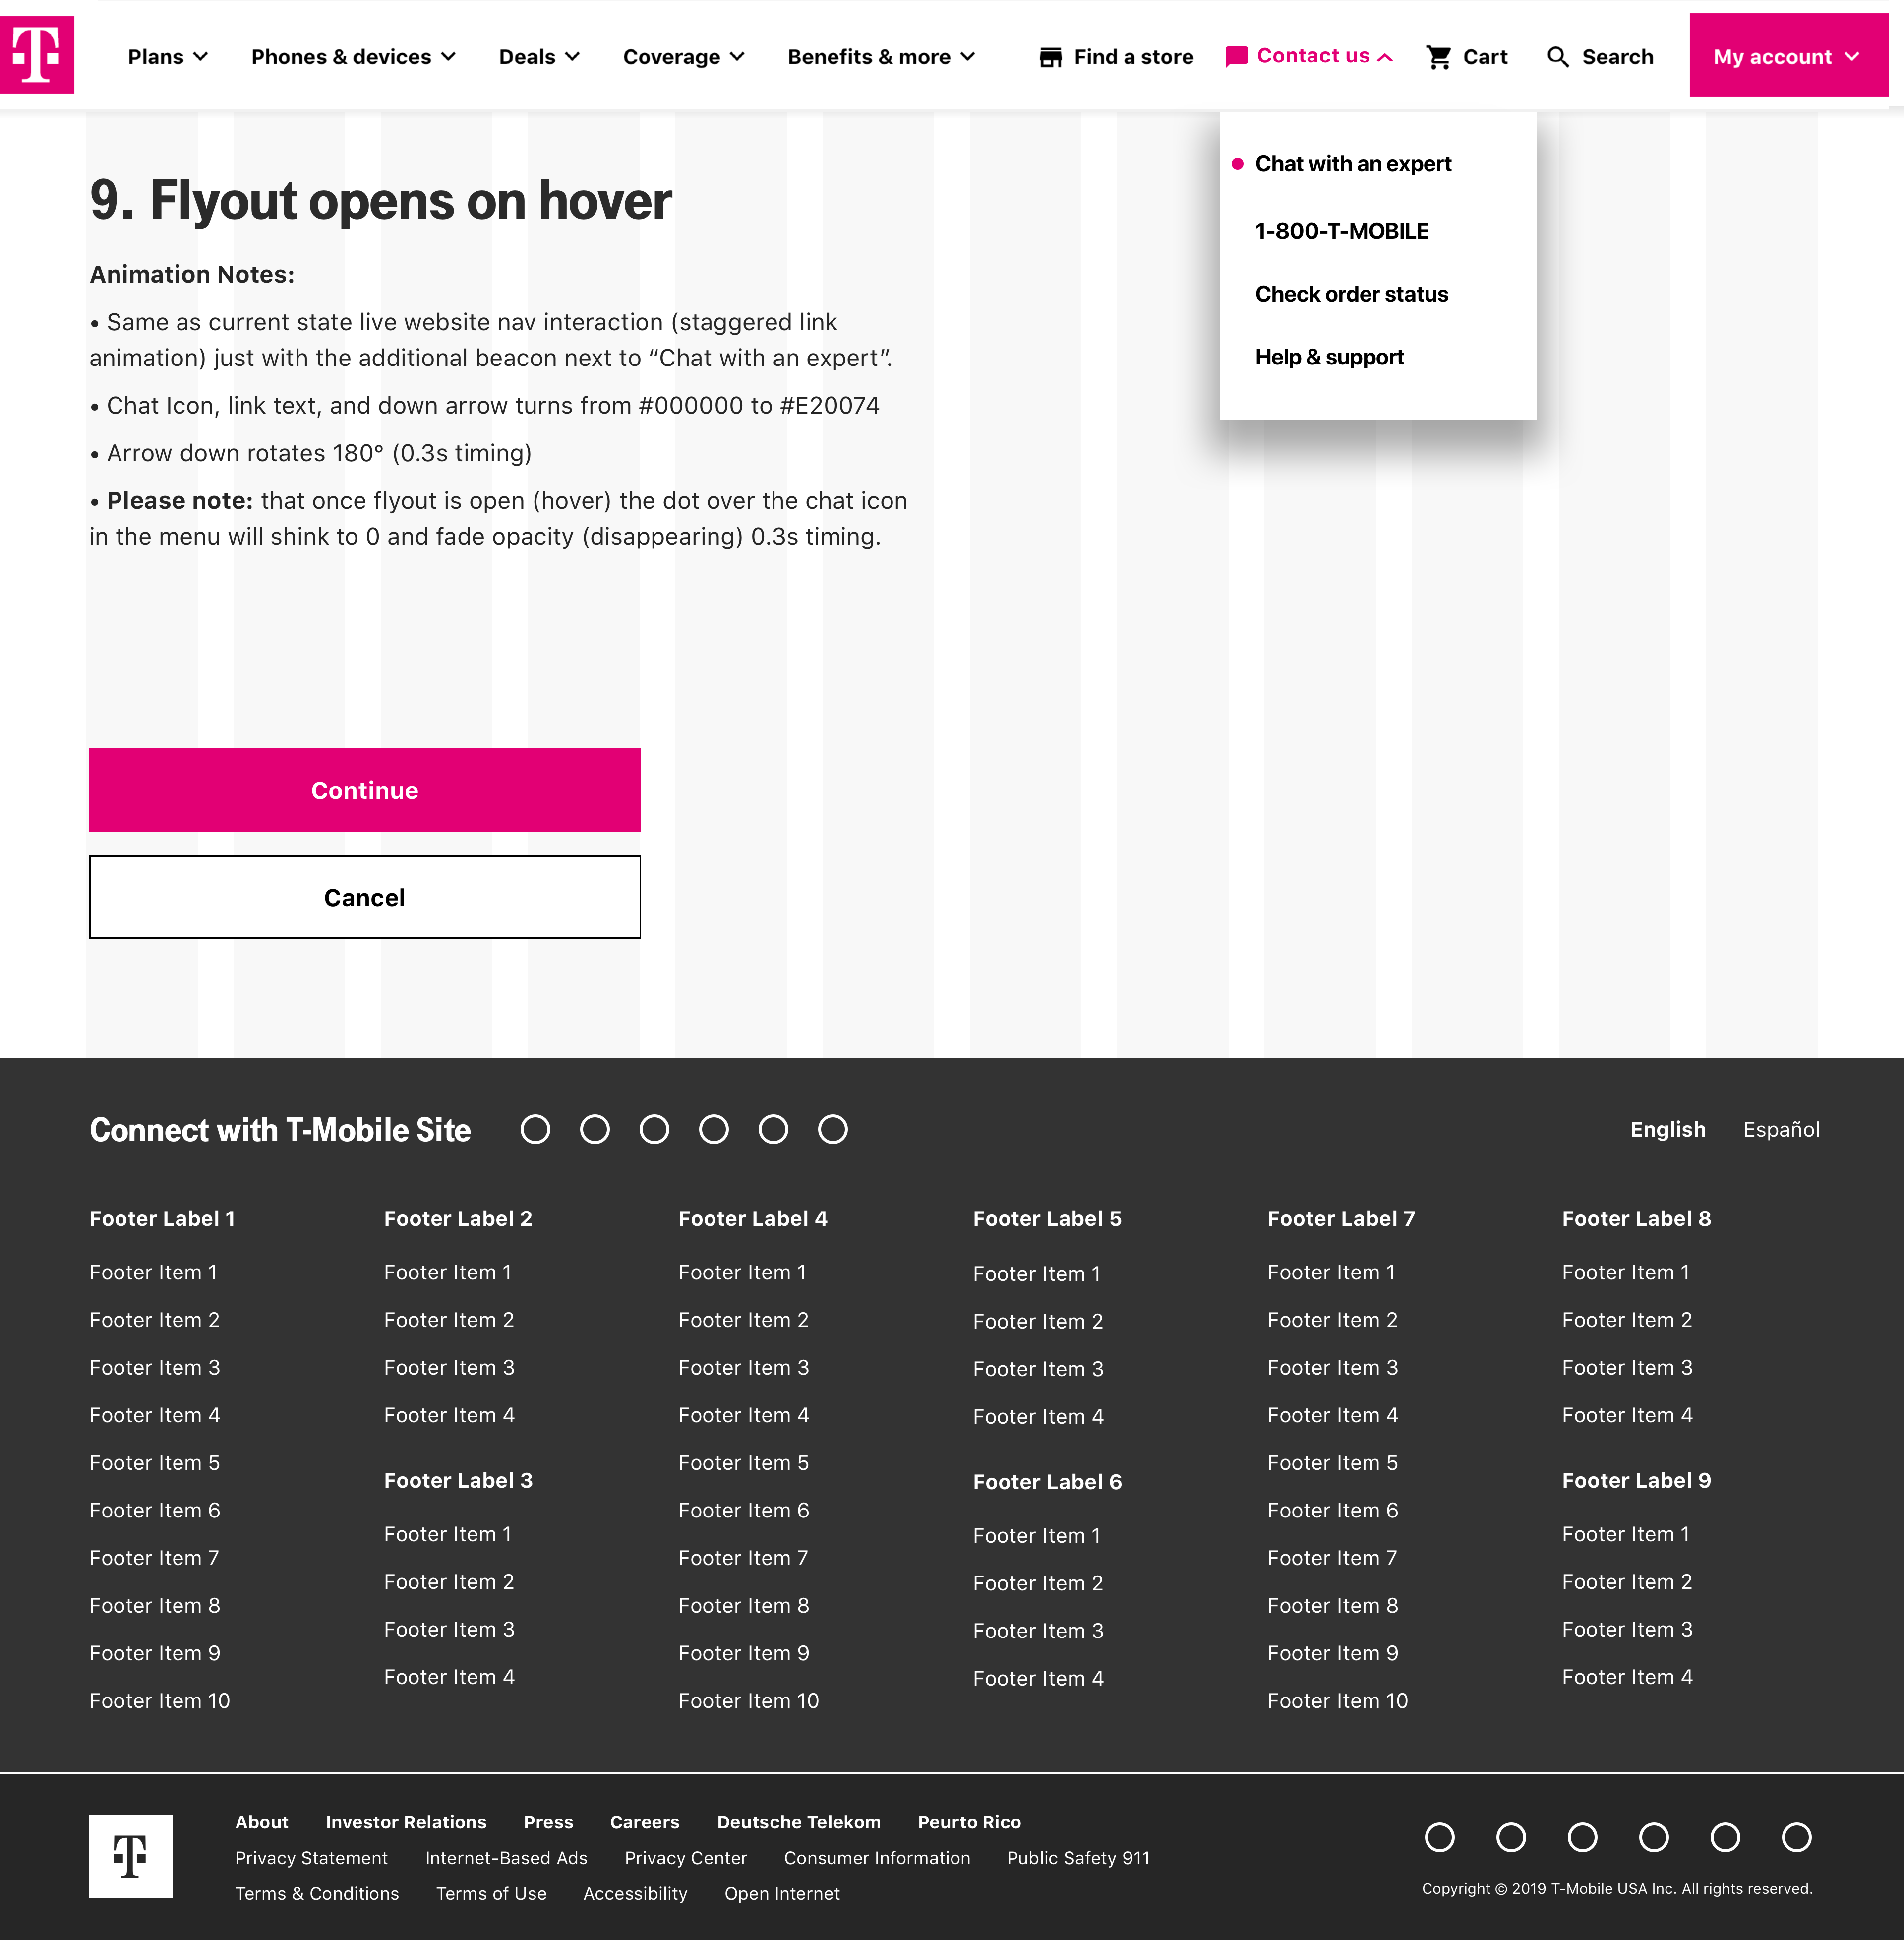 T Plans Phones & devices Deals Coverage Benefits & more Find a store Contact us Cart Search My account
Chat with an expert
1-800-T-MOBILE
Check order status
Help & support
9. Flyout opens on hover
Animation Notes:
• Same as current state live website nav interaction (staggered link
animation) just with the additional beacon next to “Chat with an expert”.
• Chat Icon, link text, and down arrow turns from #000000 to #E20074
• Arrow down rotates 180° (0.3s timing)
• Please note: that once flyout is open (hover) the dot over the chat icon
in the menu will shink to 0 and fade opacity (disappearing) 0.3s timing.
Continue
Cancel
Connect with T-Mobile Site
English Español
Footer Label 1
Footer Item 1
Footer Item 2
Footer Item 3
Footer Item 4
Footer Item 5
Footer Item 6
Footer Item 7
Footer Item 8
Footer Item 9
Footer Item 10
Footer Label 2
Footer Item 1
Footer Item 2
Footer Item 3
Footer Item 4
Footer Label 3
Footer Item 1
Footer Item 2
Footer Item 3
Footer Item 4
Footer Label 4
Footer Item 1
Footer Item 2
Footer Item 3
Footer Item 4
Footer Item 5
Footer Item 6
Footer Item 7
Footer Item 8
Footer Item 9
Footer Item 10
Footer Label 5
Footer Item 1
Footer Item 2
Footer Item 3
Footer Item 4
Footer Label 6
Footer Item 1
Footer Item 2
Footer Item 3
Footer Item 4
Footer Label 7
Footer Item 1
Footer Item 2
Footer Item 3
Footer Item 4
Footer Item 5
Footer Item 6
Footer Item 7
Footer Item 8
Footer Item 9
Footer Item 10
Footer Label 8
Footer Item 1
Footer Item 2
Footer Item 3
Footer Item 4
Footer Label 9
Footer Item 1
Footer Item 2
Footer Item 3
Footer Item 4
T
About Investor Relations Press Careers Deutsche Telekom Peurto Rico
Privacy Statement Internet-Based Ads Privacy Center Consumer Information Public Safety 911
Terms & Conditions Terms of Use Accessibility Open Internet
Copyright © 2019 T-Mobile USA Inc. All rights reserved.